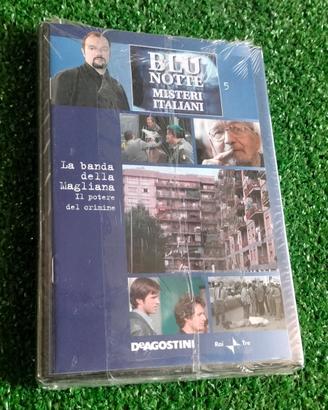 BLU
NOTTE
MISTERI
ITALIANI
5
La banda
della
Magliana
Il potere
del crimine
DEAGOSTINI
Rai Tre